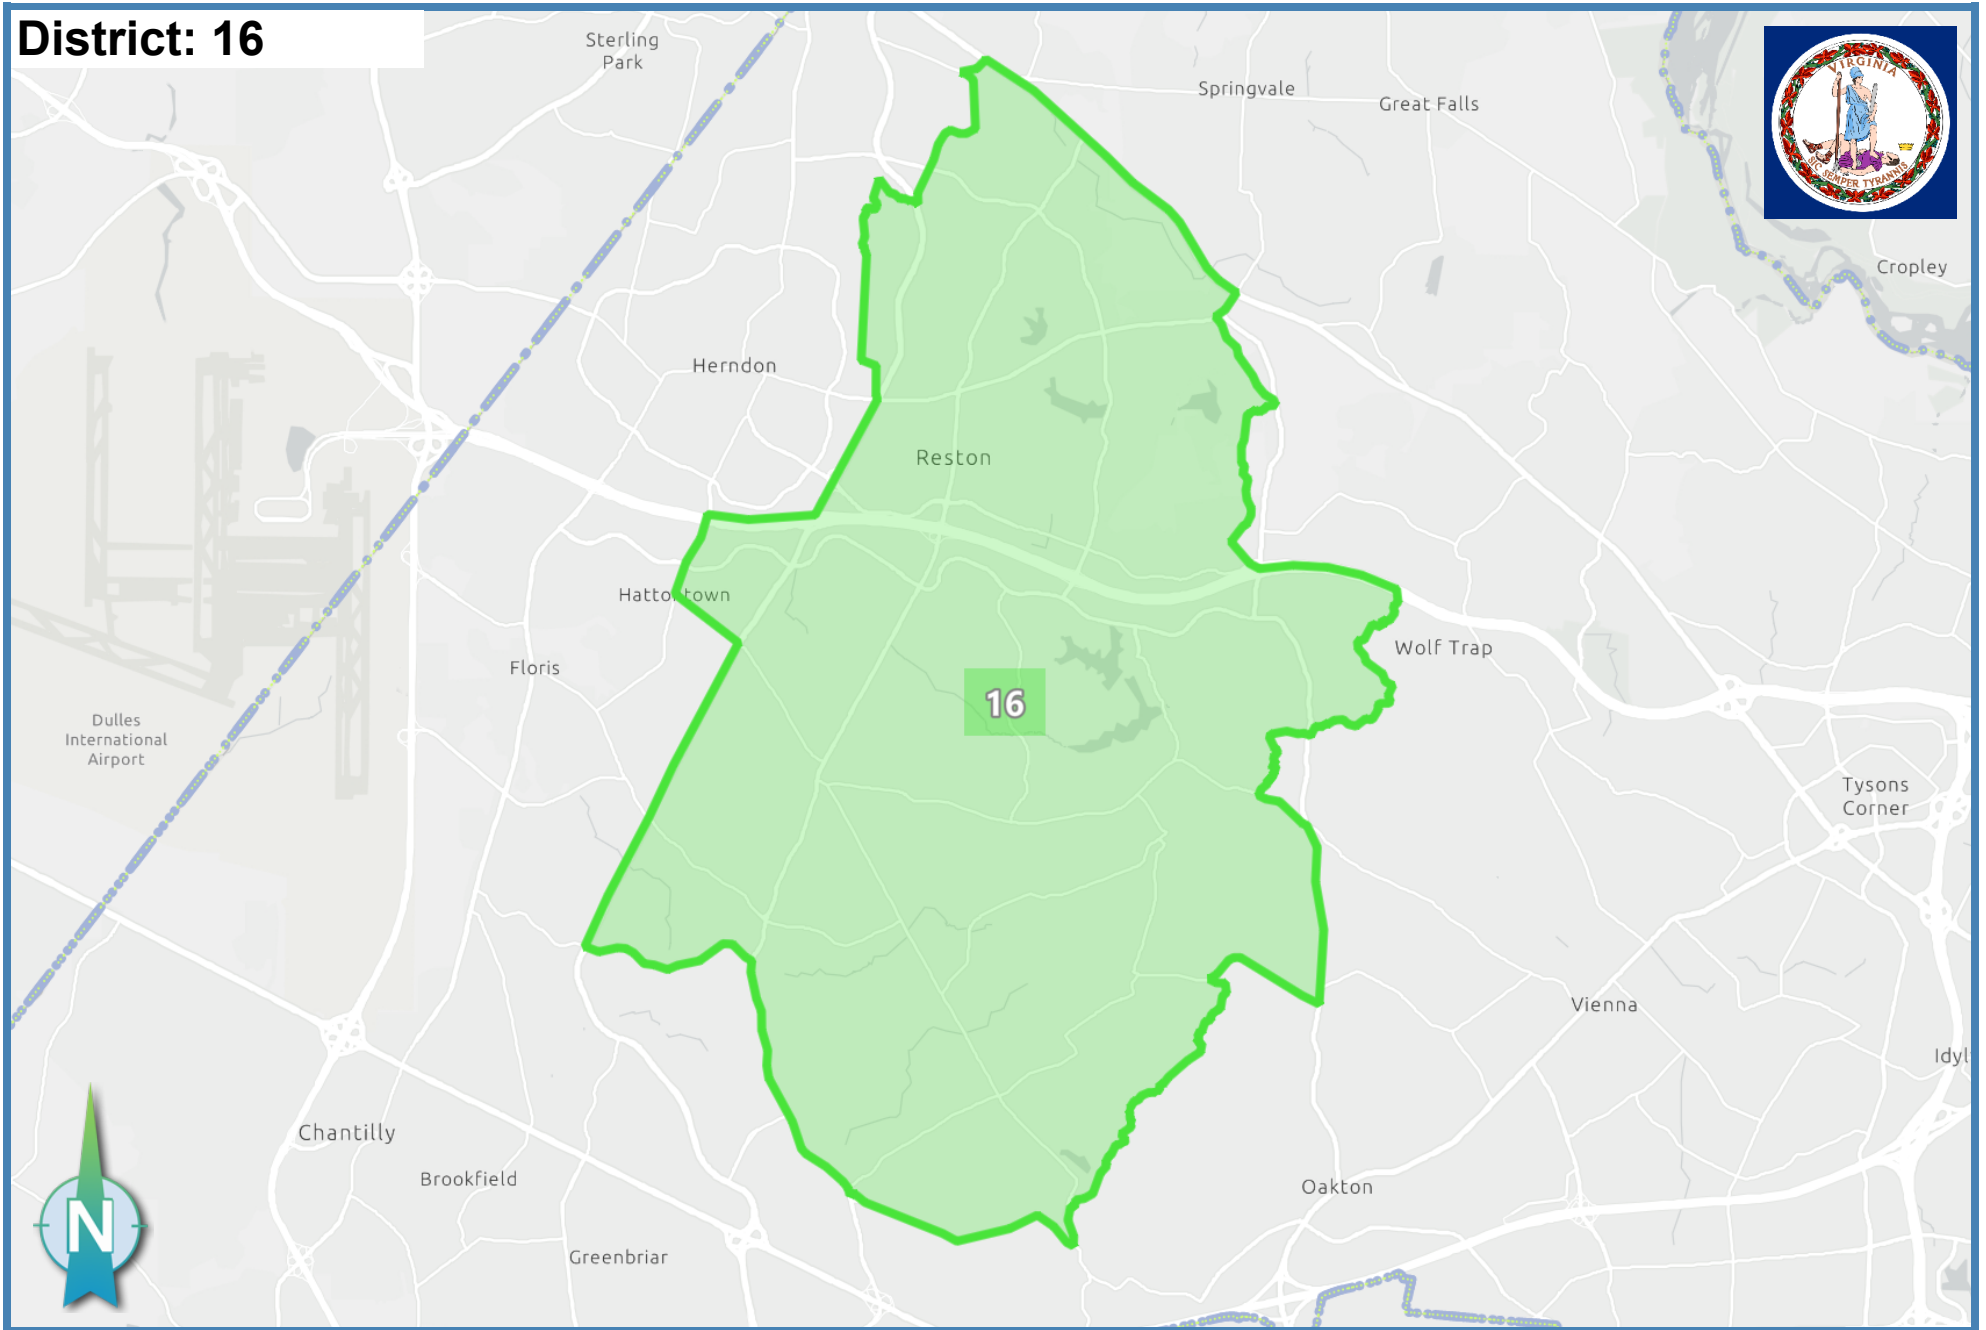 District: 16
Sterling
Park
Springvale
Great Falls
VIRGINIA
SIC SEMPER TYRANNIS
Cropley
Herndon
Reston
Hattontown
Floris
Wolf Trap
16
Dulles
International
Airport
Tysons
Corner
Vienna
Idyl
Chantilly
Brookfield
Oakton
Greenbriar
N